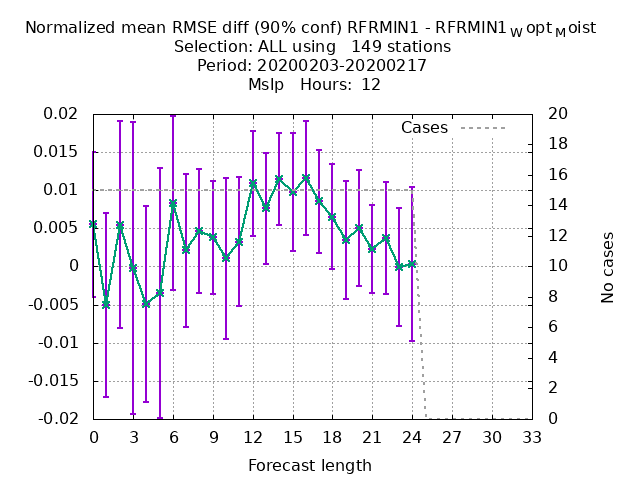 Normalized mean RMSE diff (90% conf) RFRMIN1 - RFRMIN1WoptMoist
Selection: ALL using   149 stations
Period: 20200203-20200217
Mslp   Hours:  12
Cases
0.02
0.015
0.01
0.005
0
-0.005
-0.01
-0.015
-0.02
20
18
16
14
12
10
8
6
4
2
0
No cases
0 3 6 9 12 15 18 21 24 27 30 33
Forecast length